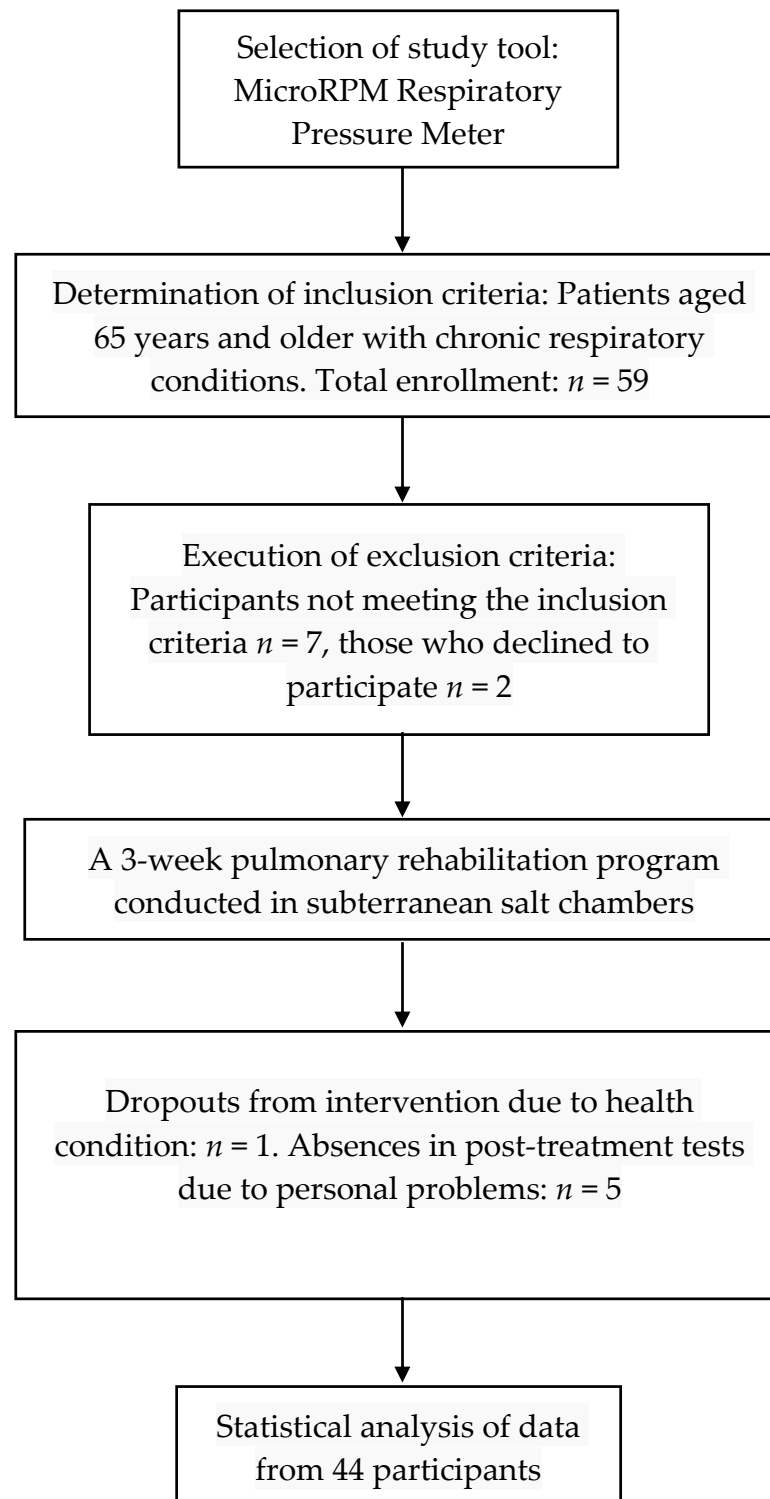 Selection of study tool:
MicroRPM Respiratory
Pressure Meter
Determination of inclusion criteria: Patients aged
65 years and older with chronic respiratory
conditions. Total enrollment: n = 59
Execution of exclusion criteria:
Participants not meeting the inclusion
criteria n = 7, those who declined to
participate n = 2
A 3-week pulmonary rehabilitation program
conducted in subterranean salt chambers
Dropouts from intervention due to health
condition: n = 1. Absences in post-treatment tests
due to personal problems: n = 5
Statistical analysis of data
from 44 participants